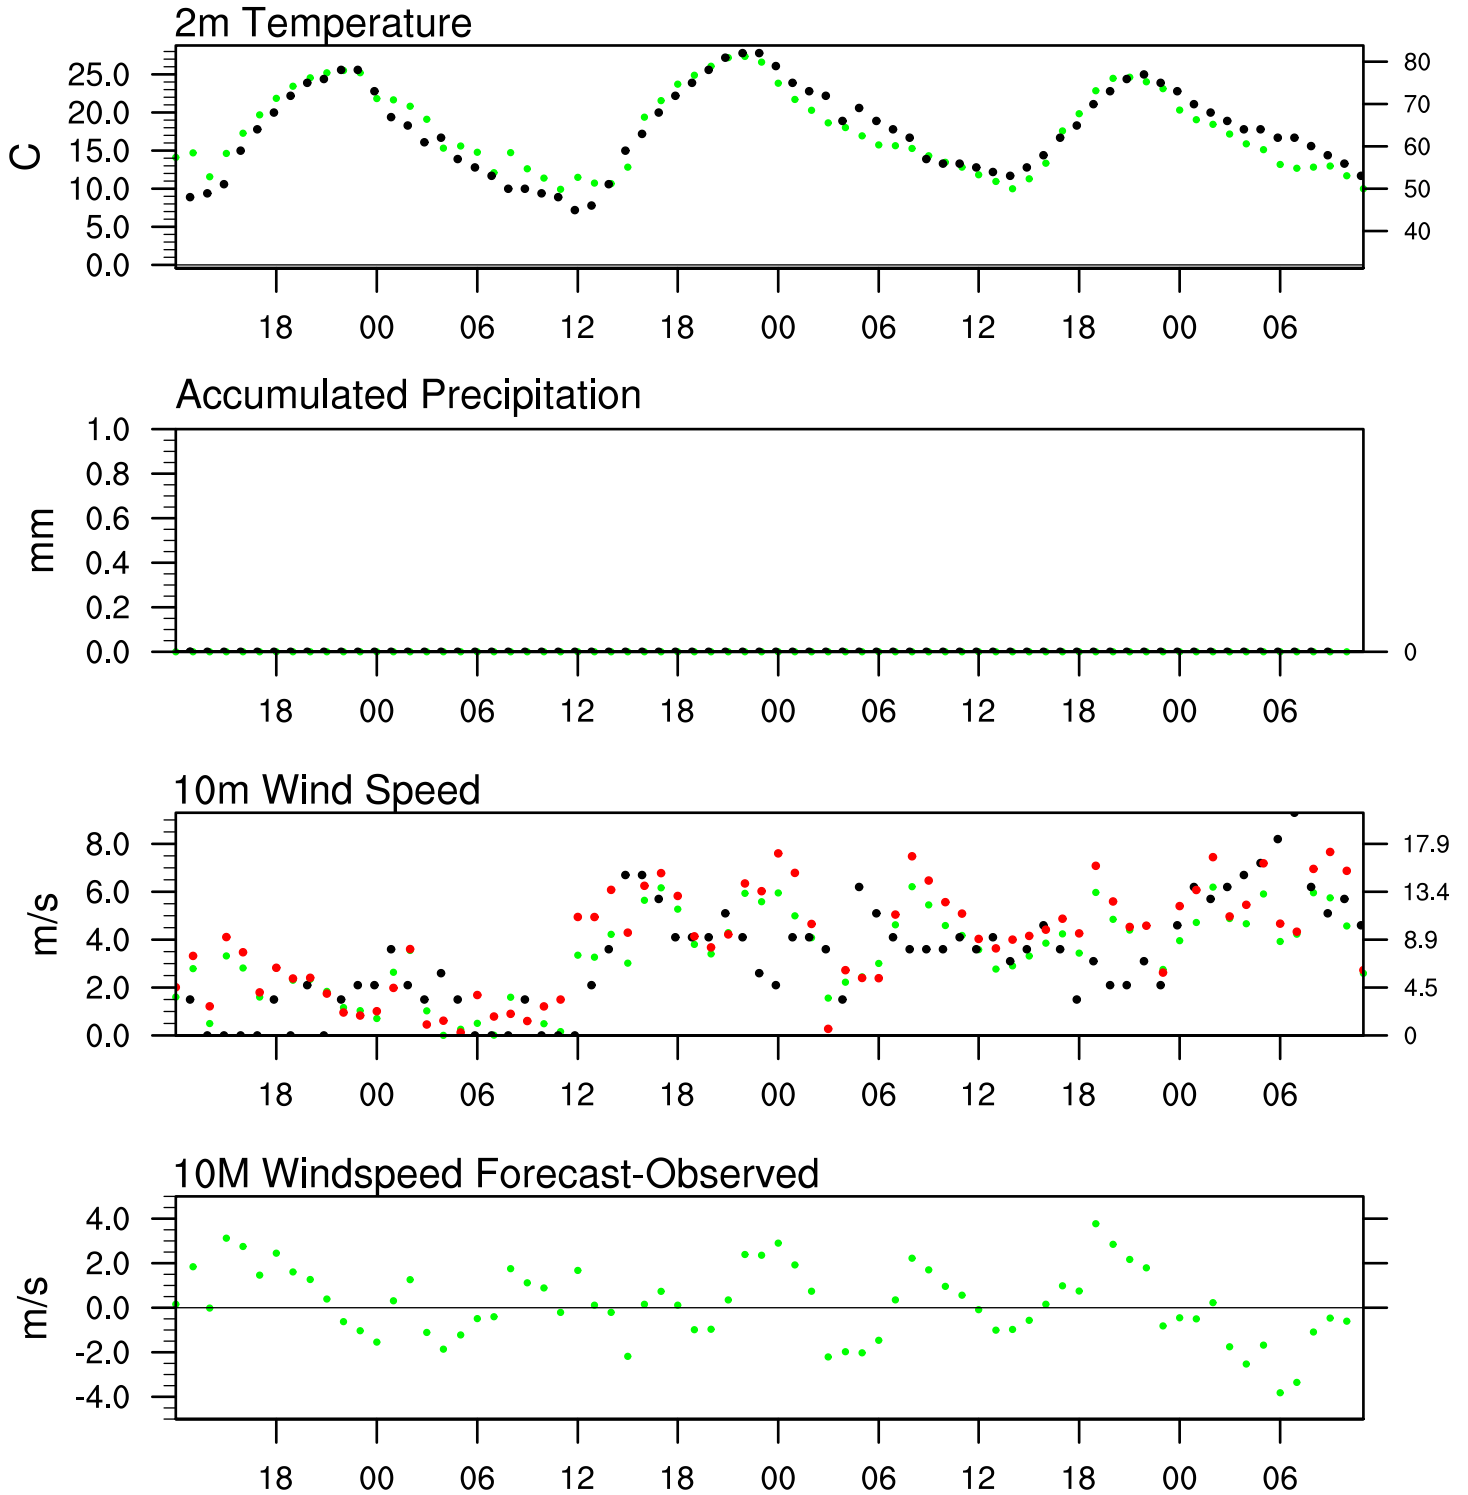 2m Temperature
25.0
20.0
15.0
10.0
5.0
0.0
C
80
70
60
50
40
18 00 06 12 18 00 06 12 18 00 06
Accumulated Precipitation
1.0
0.8
0.6
0.4
0.2
0.0
mm
0
18 00 06 12 18 00 06 12 18 00 06
10m Wind Speed
8.0
6.0
4.0
2.0
0.0
m/s
17.9
13.4
8.9
4.5
0
18 00 06 12 18 00 06 12 18 00 06
10M Windspeed Forecast-Observed
4.0
2.0
0.0
-2.0
-4.0
m/s
18 00 06 12 18 00 06 12 18 00 06